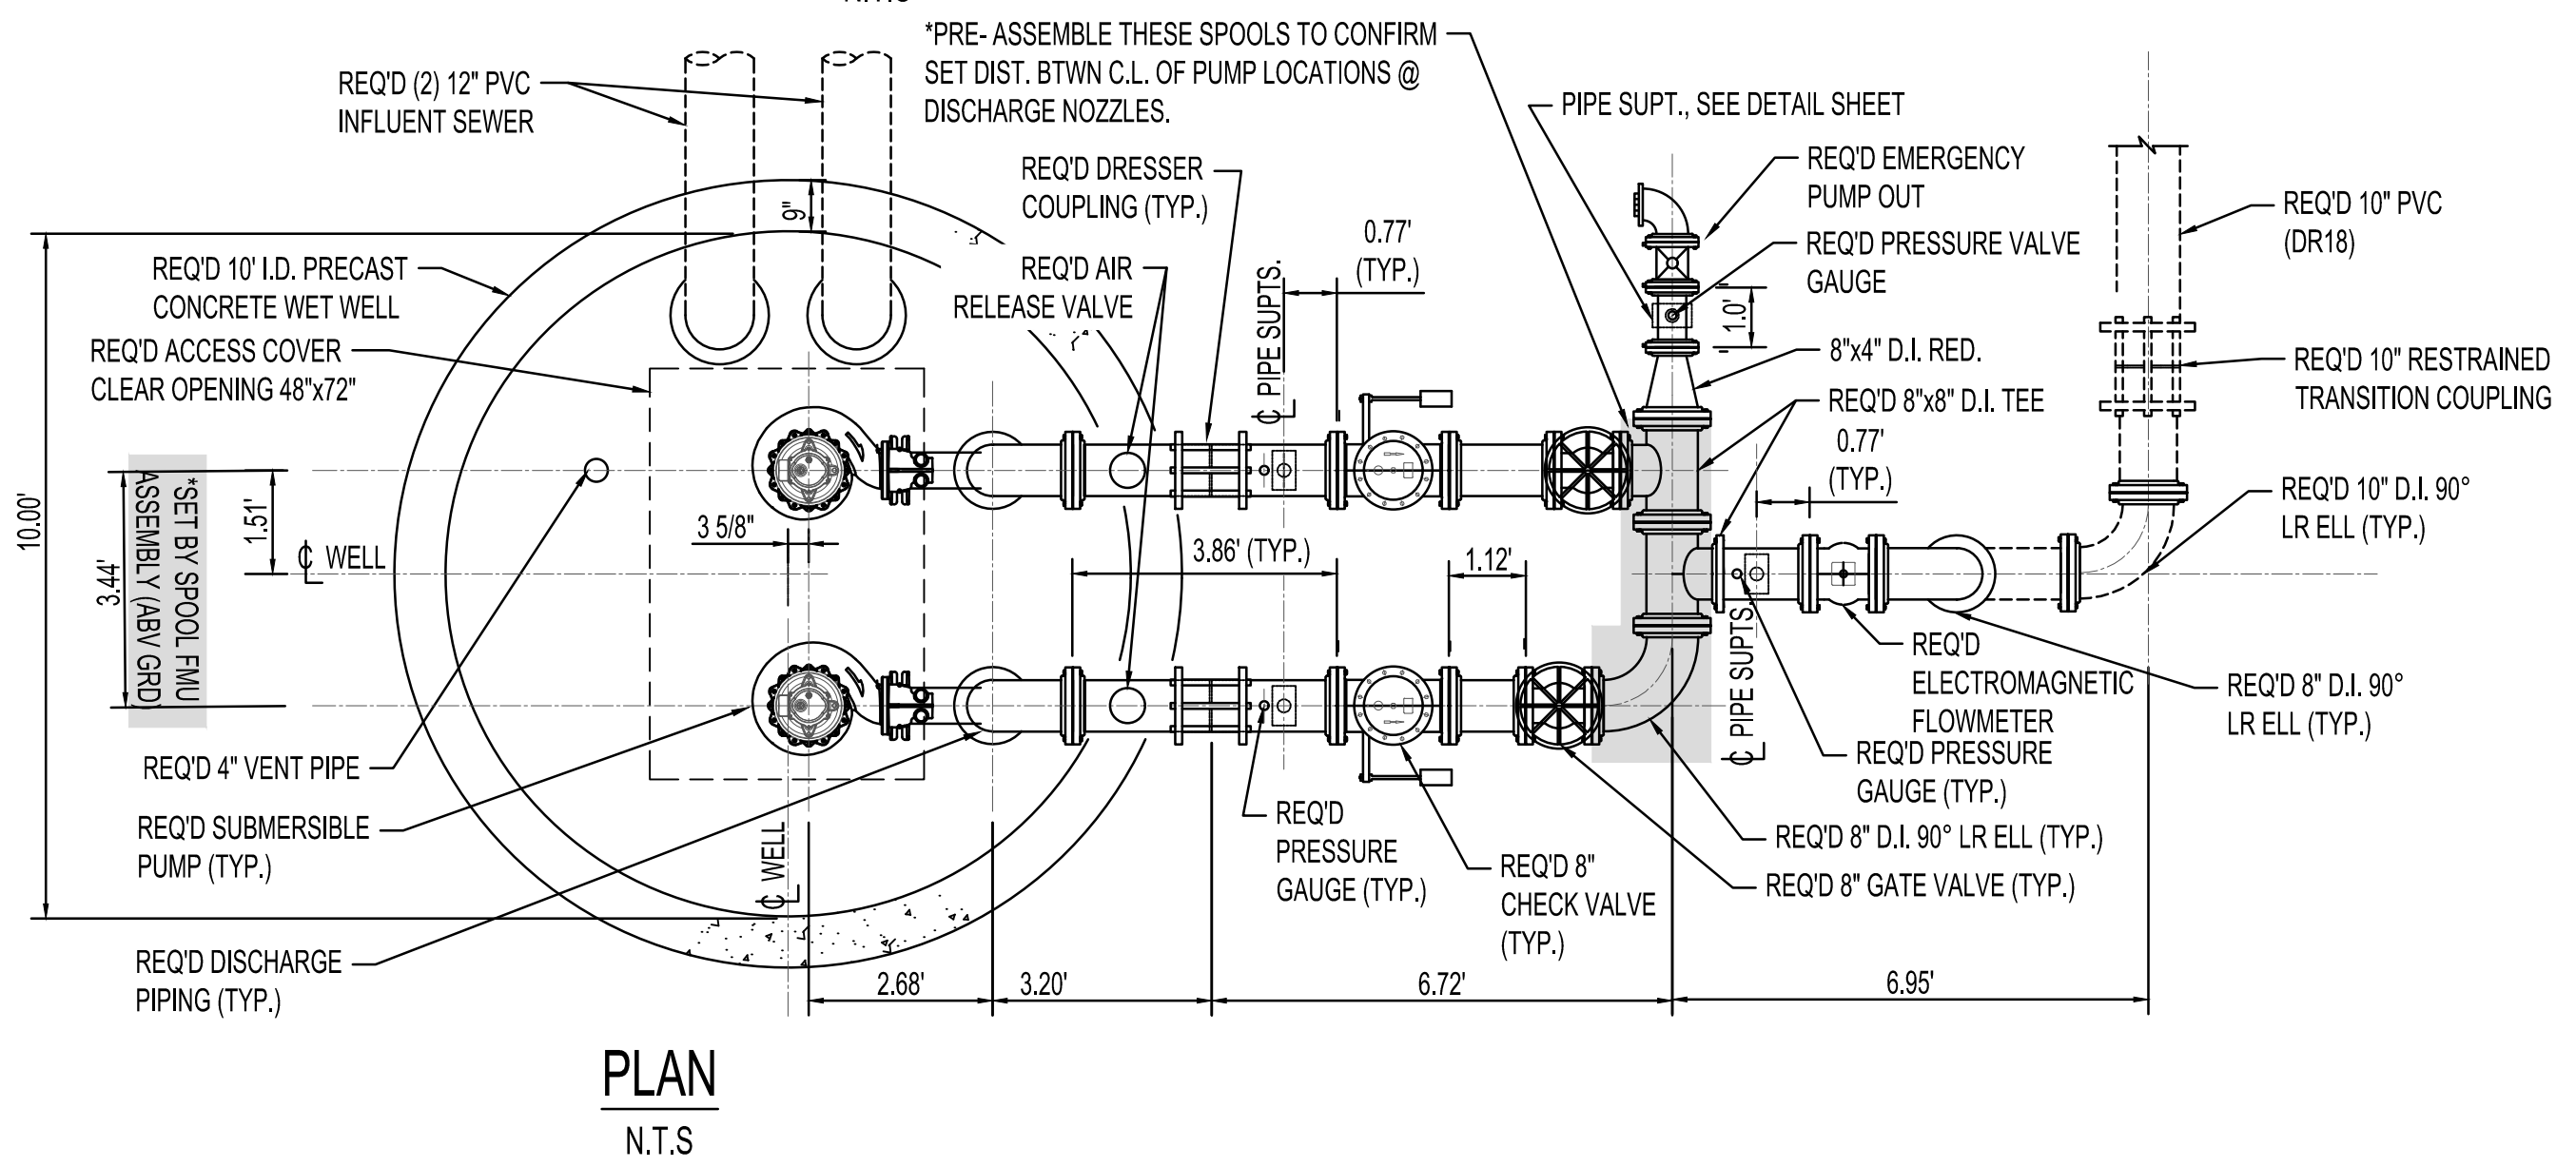 *PRE- ASSEMBLE THESE SPOOLS TO CONFIRM
SET DIST. BTWN C.L. OF PUMP LOCATIONS @
DISCHARGE NOZZLES.
REQ'D (2) 12" PVC
INFLUENT SEWER
PIPE SUPT., SEE DETAIL SHEET
REQ'D EMERGENCY
PUMP OUT
REQ'D DRESSER
COUPLING (TYP.)
9"
0.77'
(TYP.)
REQ'D PRESSURE VALVE
GAUGE
REQ'D 10" PVC
(DR18)
REQ'D 10' I.D. PRECAST
CONCRETE WET WELL
REQ'D AIR
RELEASE VALVE
℄ PIPE SUPTS.
1.0'
REQ'D ACCESS COVER
CLEAR OPENING 48"x72"
8"x4" D.I. RED.
REQ'D 10" RESTRAINED
TRANSITION COUPLING
REQ'D 8"x8" D.I. TEE
0.77'
(TYP.)
10.00'
3.44'
*SET BY SPOOL FMU
ASSEMBLY (ABV GRD)
1.51'
℄ WELL
3 5/8"
3.86' (TYP.)
1.12'
REQ'D 10" D.I. 90°
LR ELL (TYP.)
℄ PIPE SUPTS.
REQ'D
ELECTROMAGNETIC
FLOWMETER
REQ'D 8" D.I. 90°
LR ELL (TYP.)
REQ'D PRESSURE
GAUGE (TYP.)
REQ'D 4" VENT PIPE
REQ'D SUBMERSIBLE
PUMP (TYP.)
℄ WELL
REQ'D
PRESSURE
GAUGE (TYP.)
REQ'D 8"
CHECK VALVE
(TYP.)
REQ'D 8" D.I. 90° LR ELL (TYP.)
REQ'D 8" GATE VALVE (TYP.)
REQ'D DISCHARGE
PIPING (TYP.)
2.68'
3.20'
6.72'
6.95'
PLAN
N.T.S